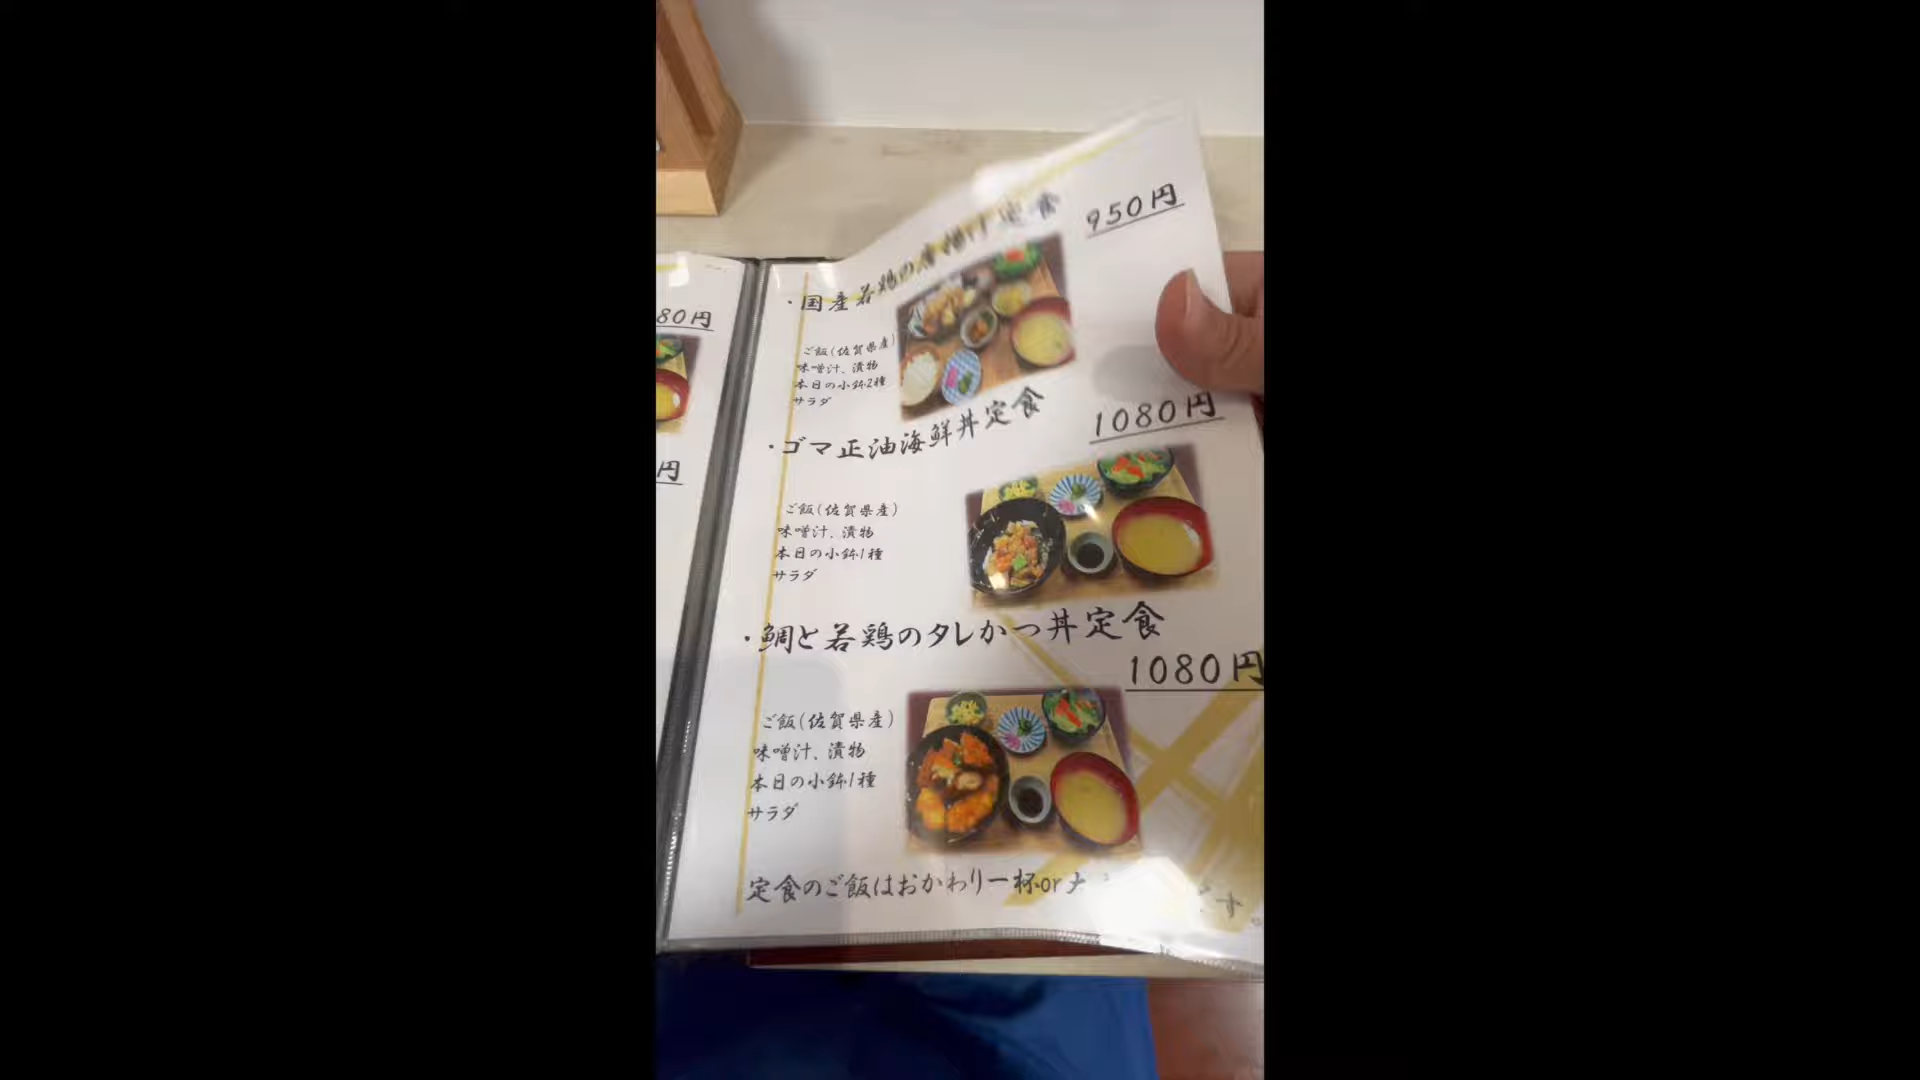 80円
円
・国産若鶏の唐揚げ定食
950円
ご飯(佐賀県産)
味噌汁、漬物
本日の小鉢2種
サラダ
・ゴマ正油海鮮丼定食
1080円
ご飯(佐賀県産)
味噌汁、漬物
本日の小鉢1種
サラダ
・鯛と若鶏のタレかつ丼定食
1080円
ご飯(佐賀県産)
味噌汁、漬物
本日の小鉢1種
サラダ
定食のご飯はおかわり一杯or
す。